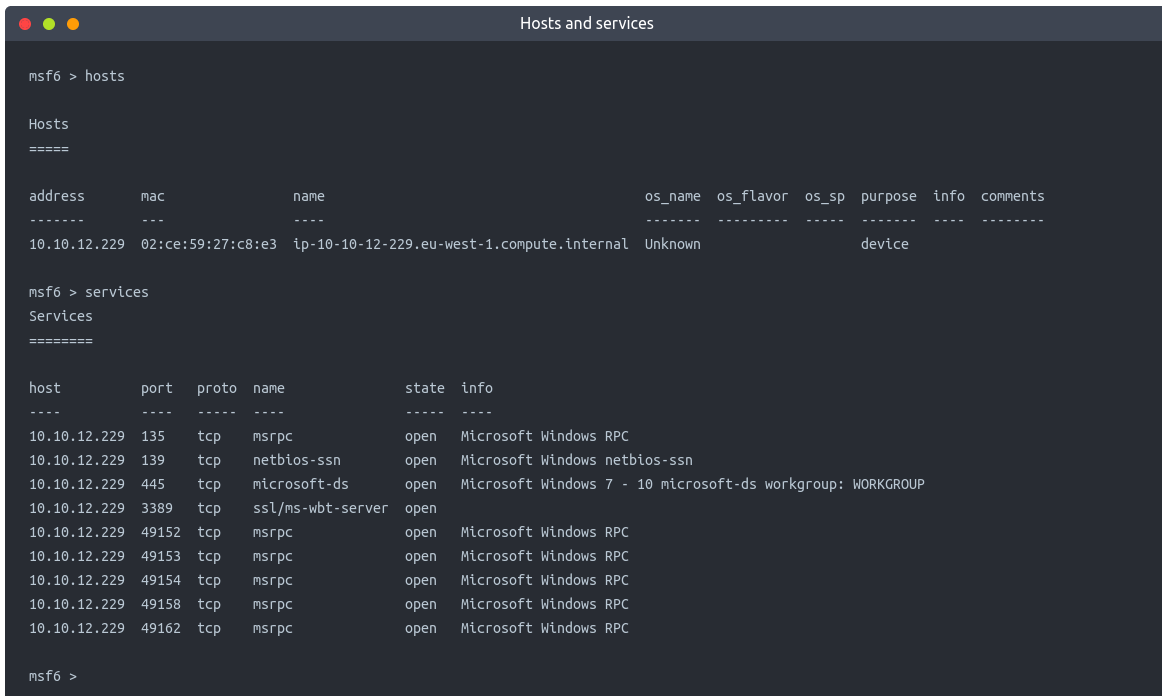 Hosts and services
msf6 > hosts
Hosts
=====
address       mac                name                                        os_name  os_flavor  os_sp  purpose  info  comments
-------       ---                ----                                        -------  ---------  -----  -------  ----  --------
10.10.12.229  02:ce:59:27:c8:e3  ip-10-10-12-229.eu-west-1.compute.internal  Unknown                    device
msf6 > services
Services
========
host          port   proto  name               state  info
----          ----   -----  ----               -----  ----
10.10.12.229  135    tcp    msrpc              open   Microsoft Windows RPC
10.10.12.229  139    tcp    netbios-ssn        open   Microsoft Windows netbios-ssn
10.10.12.229  445    tcp    microsoft-ds       open   Microsoft Windows 7 - 10 microsoft-ds workgroup: WORKGROUP
10.10.12.229  3389   tcp    ssl/ms-wbt-server  open
10.10.12.229  49152  tcp    msrpc              open   Microsoft Windows RPC
10.10.12.229  49153  tcp    msrpc              open   Microsoft Windows RPC
10.10.12.229  49154  tcp    msrpc              open   Microsoft Windows RPC
10.10.12.229  49158  tcp    msrpc              open   Microsoft Windows RPC
10.10.12.229  49162  tcp    msrpc              open   Microsoft Windows RPC
msf6 >